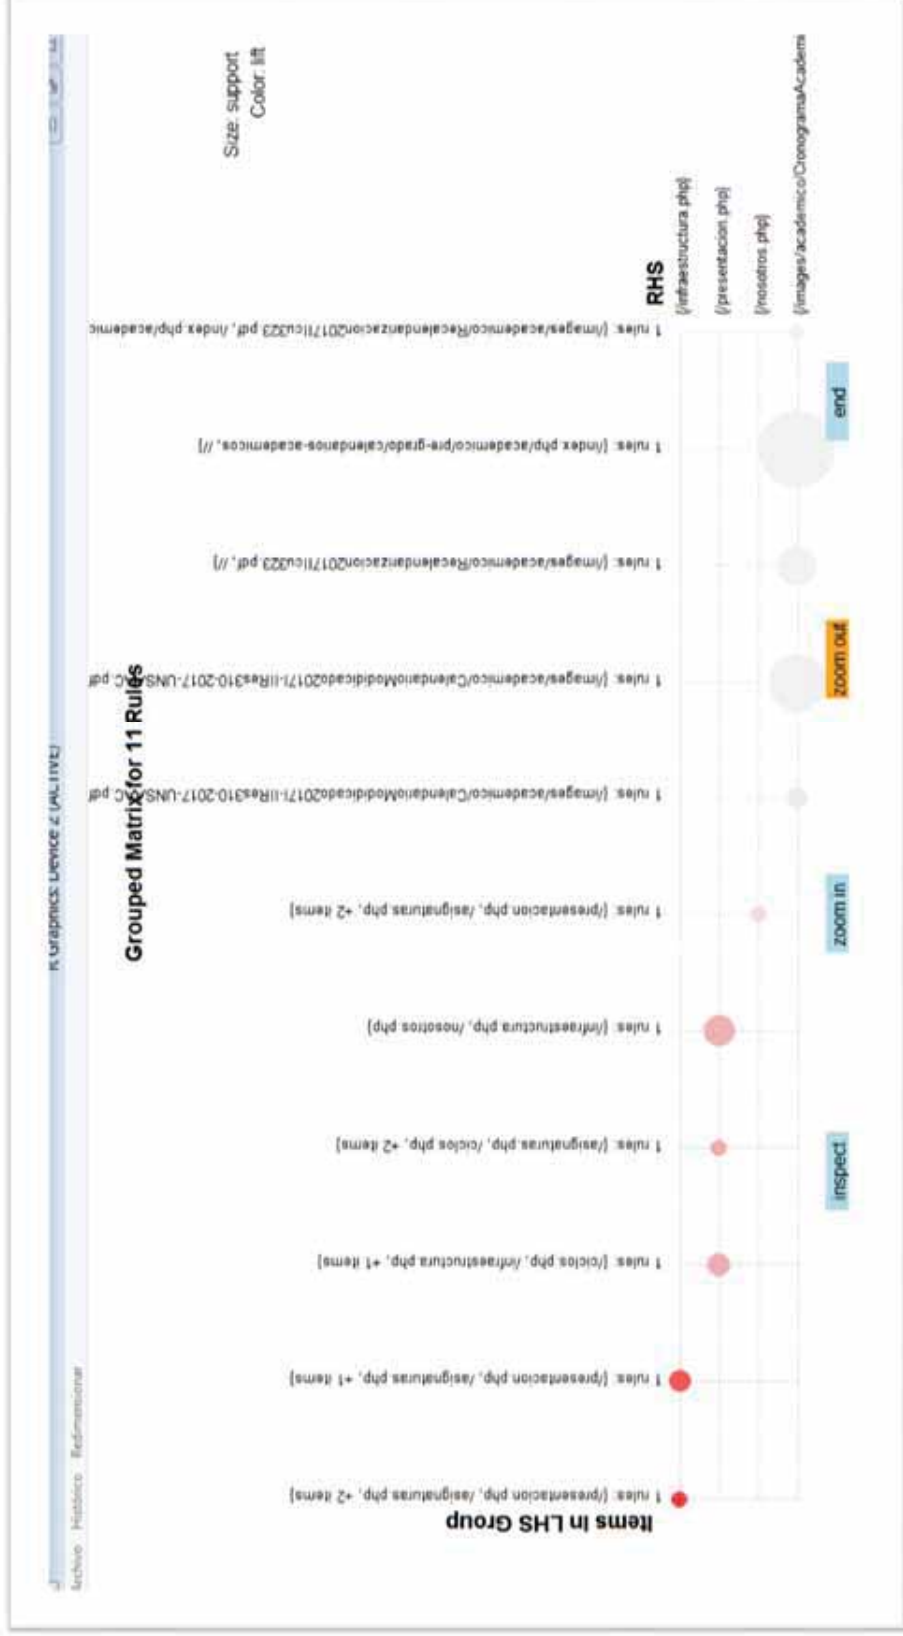 R Graphics: Device 2 (ACTIVE)
Archivo Histórico Redimensionar
Grouped Matrix for 11 Rules
Size: support
Color: lift
Items in LHS Group
1 rules: {/presentacion.php, /asignaturas.php, +2 items}
1 rules: {/presentacion.php, /asignaturas.php, +1 items}
1 rules: {/ciclos.php, /infraestructura.php, +1 items}
1 rules: {/asignaturas.php, /ciclos.php, +2 items}
1 rules: {/infraestructura.php, /nosotros.php}
1 rules: {/presentacion.php, /asignaturas.php, +2 items}
1 rules: {/images/academico/CalendarioModidicado2017I-IIRes310-2017-UNSAAC.pdf
1 rules: {/images/academico/CalendarioModidicado2017I-IIRes310-2017-UNSAAC.pdf
1 rules: {/images/academico/Recalendarizacion2017IIcu323.pdf, //}
1 rules: {/index.php/academico/pre-grado/calendarios-academicos, //}
1 rules: {/images/academico/Recalendarizacion2017IIcu323.pdf, /index.php/academic
RHS
{/infraestructura.php}
{/presentacion.php}
{/nosotros.php}
{/images/academico/CronogramaAcademi
inspect
zoom in
zoom out
end